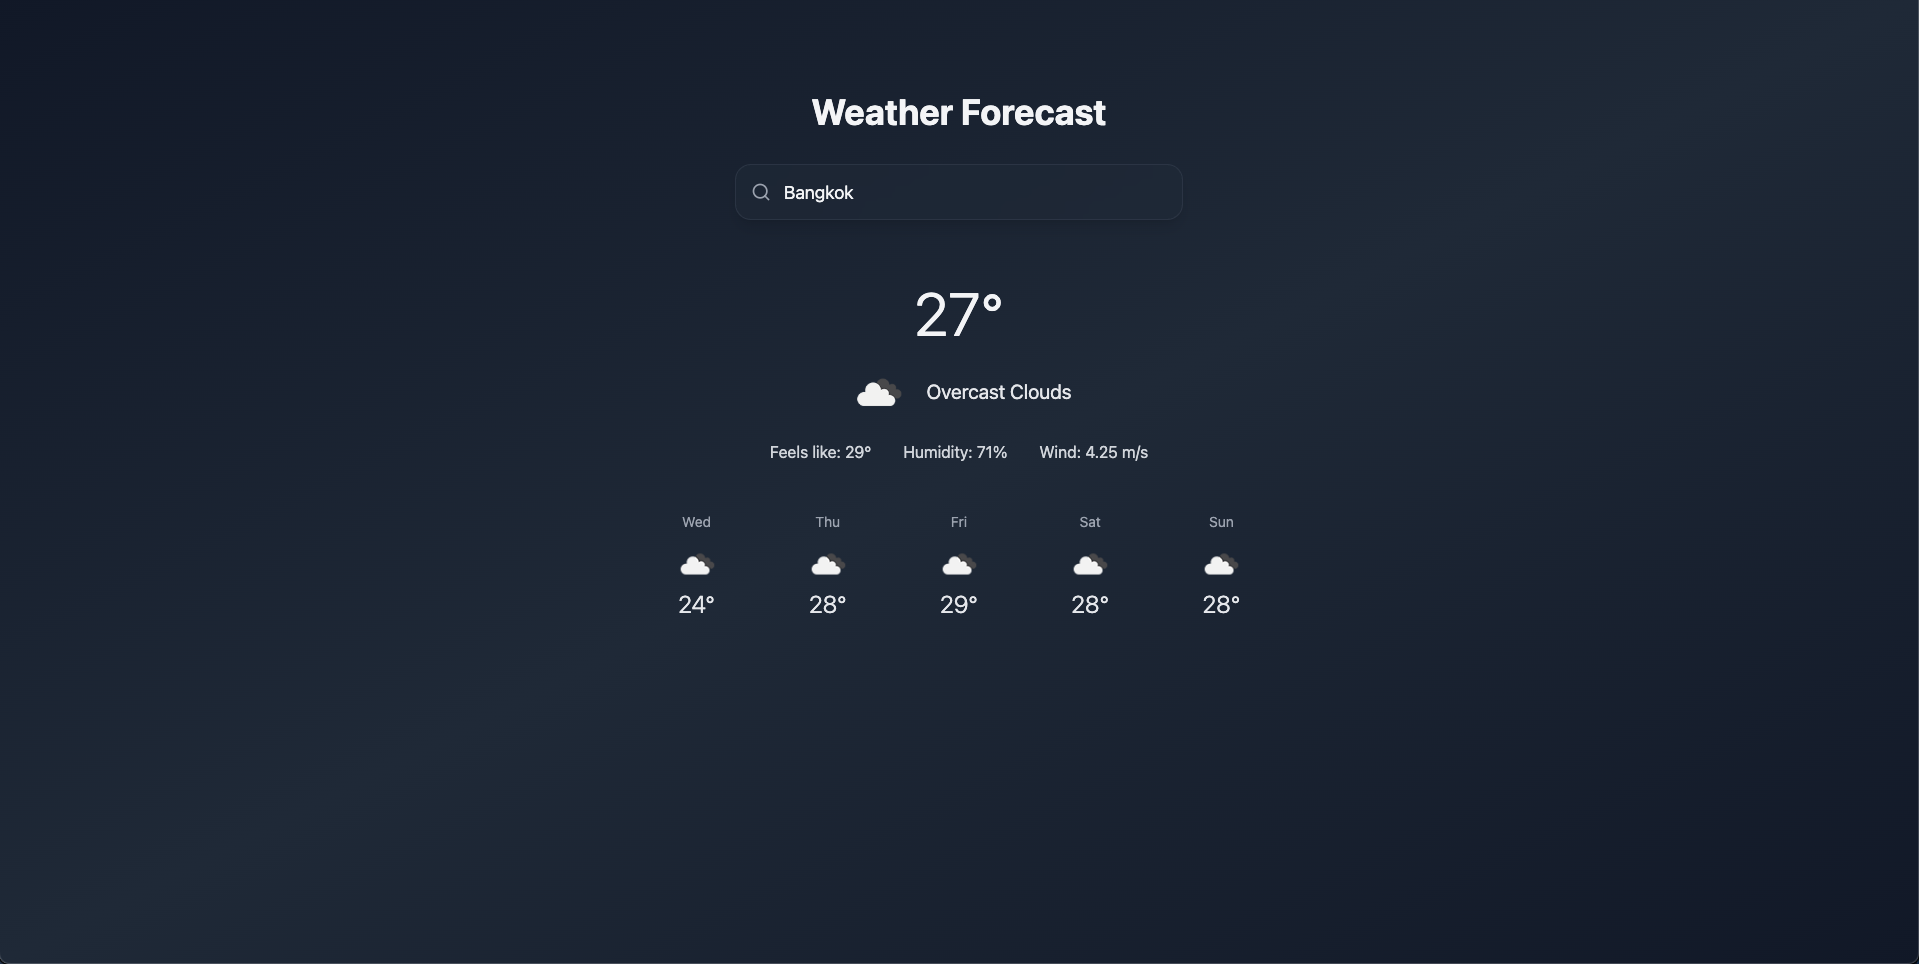 Weather Forecast
Bangkok
27°
Overcast Clouds
Feels like: 29° Humidity: 71% Wind: 4.25 m/s
Wed Thu Fri Sat Sun
24° 28° 29° 28° 28°